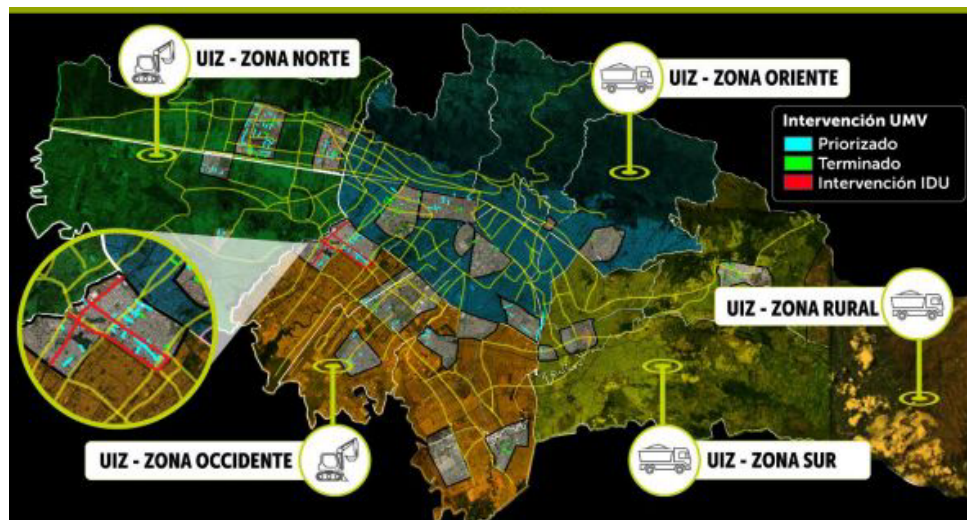 UIZ - ZONA NORTE
UIZ - ZONA ORIENTE
Intervención UMV
Priorizado
Terminado
Intervención IDU
UIZ - ZONA RURAL
UIZ - ZONA OCCIDENTE
UIZ - ZONA SUR